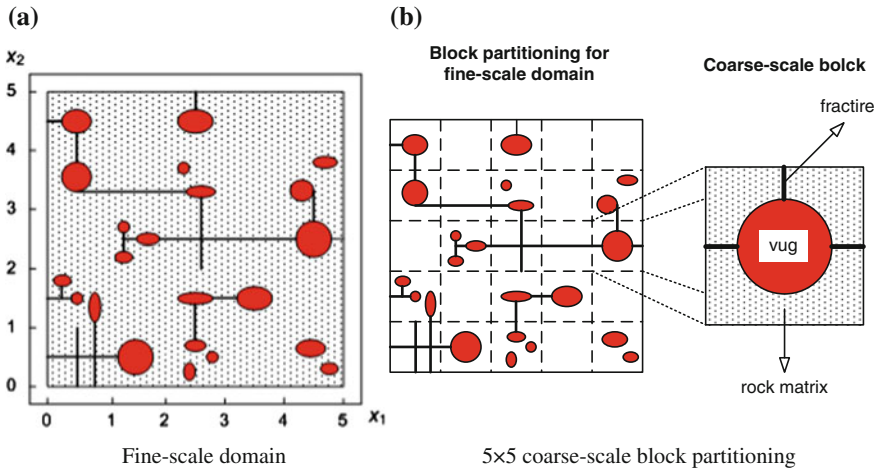 (a)
x2
5
4
3
2
1
0
0 1 2 3 4 5 x1
Fine-scale domain
(b)
Block partitioning for
fine-scale domain
Coarse-scale bolck
fractire
vug
rock matrix
5×5 coarse-scale block partitioning